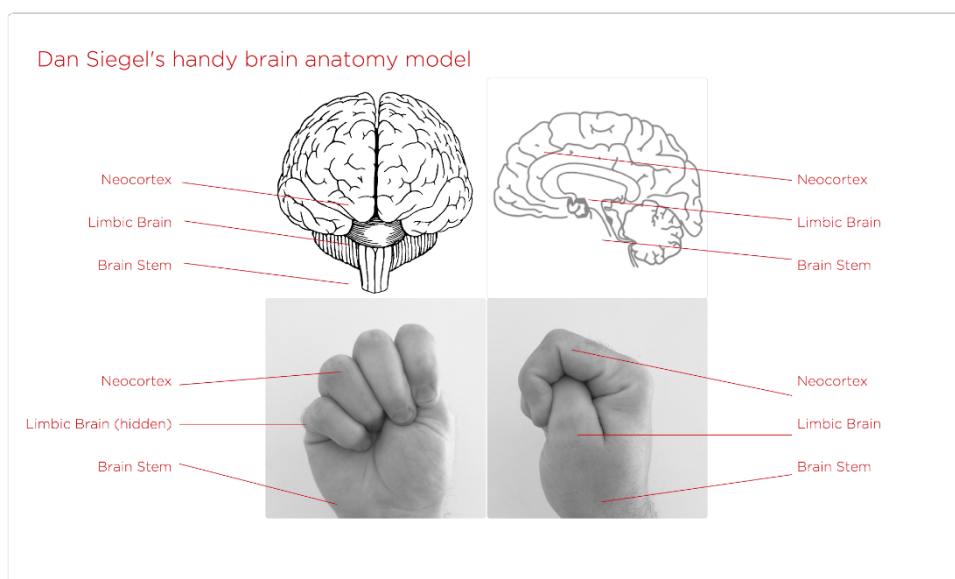 Dan Siegel's handy brain anatomy model
Neocortex
Limbic Brain
Brain Stem
Neocortex
Limbic Brain
Brain Stem
Neocortex
Limbic Brain (hidden)
Brain Stem
Neocortex
Limbic Brain
Brain Stem